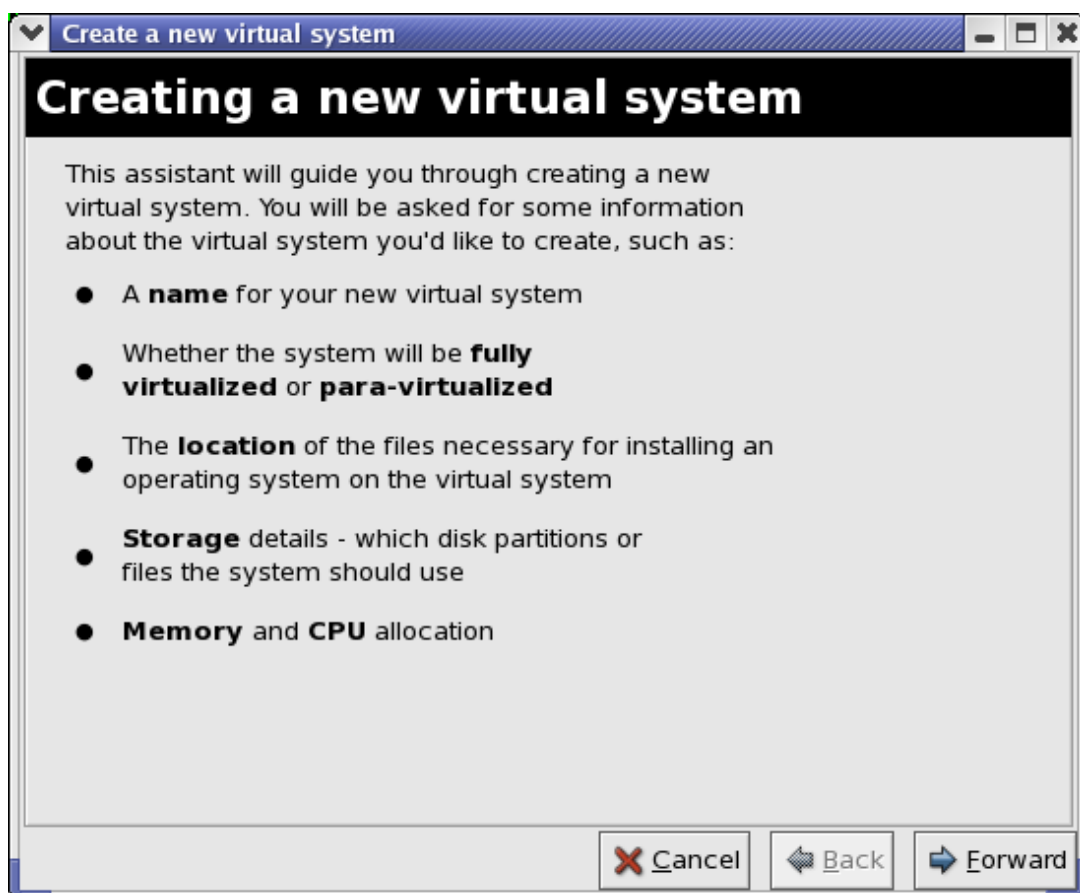 Create a new virtual system
Creating a new virtual system
This assistant will guide you through creating a new
virtual system. You will be asked for some information
about the virtual system you'd like to create, such as:
● A name for your new virtual system
● Whether the system will be fully
virtualized or para-virtualized
● The location of the files necessary for installing an
operating system on the virtual system
● Storage details - which disk partitions or
files the system should use
● Memory and CPU allocation
Cancel Back Forward